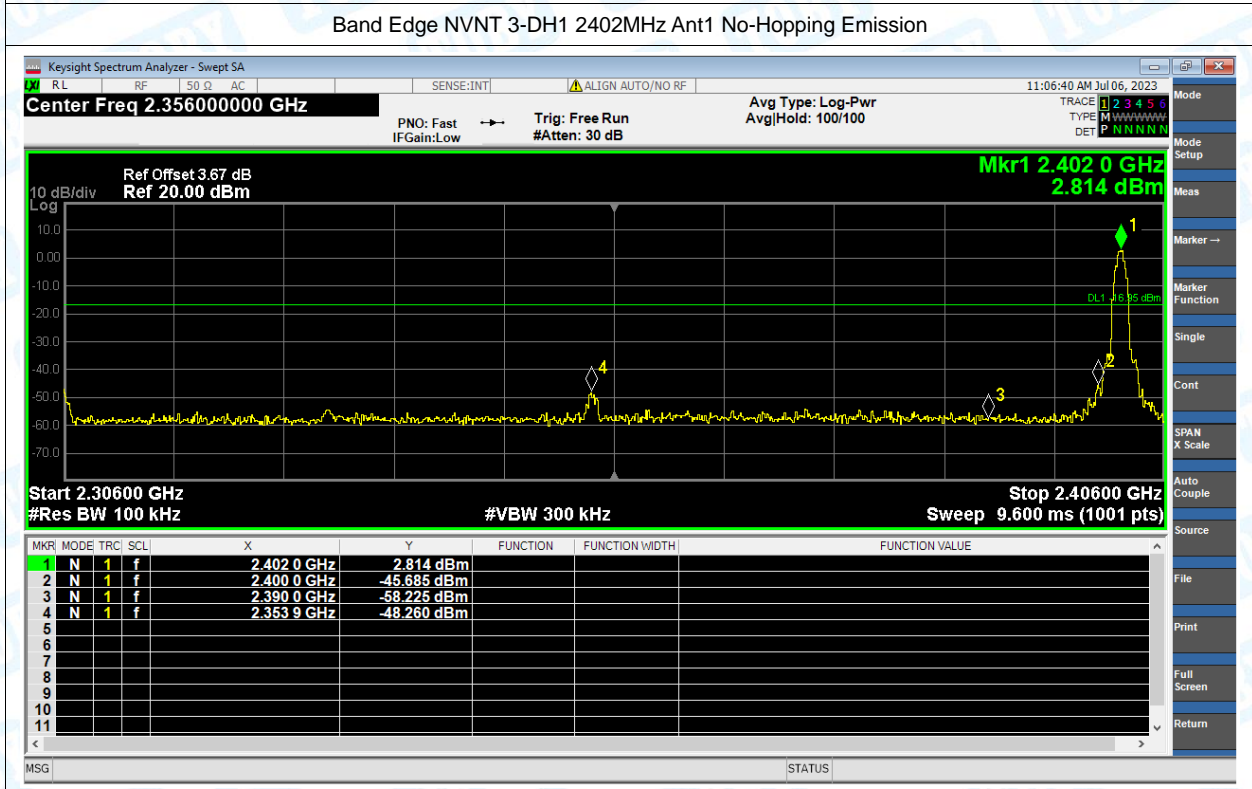 Band Edge NVNT 3-DH1 2402MHz Ant1 No-Hopping Emission
Keysight Spectrum Analyzer - Swept SA
LXI RL RF 50 Ω AC SENSE:INT ALIGN AUTO/NO RF 11:06:40 AM Jul 06, 2023
Center Freq 2.356000000 GHz
PNO: Fast
IFGain:Low
Trig: Free Run
#Atten: 30 dB
Avg Type: Log-Pwr
Avg|Hold: 100/100
TRACE 1 2 3 4 5 6
TYPE M WWWWW
DET P N N N N N
Mkr1 2.402 0 GHz
2.814 dBm
Ref Offset 3.67 dB
10 dB/div Ref 20.00 dBm
Log
10.0
0.00
-10.0
-20.0
-30.0
-40.0
-50.0
-60.0
-70.0
1
DL1 -16.95 dBm
2
3
4
Start 2.30600 GHz Stop 2.40600 GHz
#Res BW 100 kHz #VBW 300 kHz Sweep 9.600 ms (1001 pts)
MKR MODE TRC SCL X Y FUNCTION FUNCTION WIDTH FUNCTION VALUE
1 N 1 f 2.402 0 GHz 2.814 dBm
2 N 1 f 2.400 0 GHz -45.685 dBm
3 N 1 f 2.390 0 GHz -58.225 dBm
4 N 1 f 2.353 9 GHz -48.260 dBm
5
6
7
8
9
10
11
MSG STATUS
Mode
Mode
Setup
Meas
Marker →
Marker
Function
Single
Cont
SPAN
X Scale
Auto
Couple
Source
File
Print
Full
Screen
Return